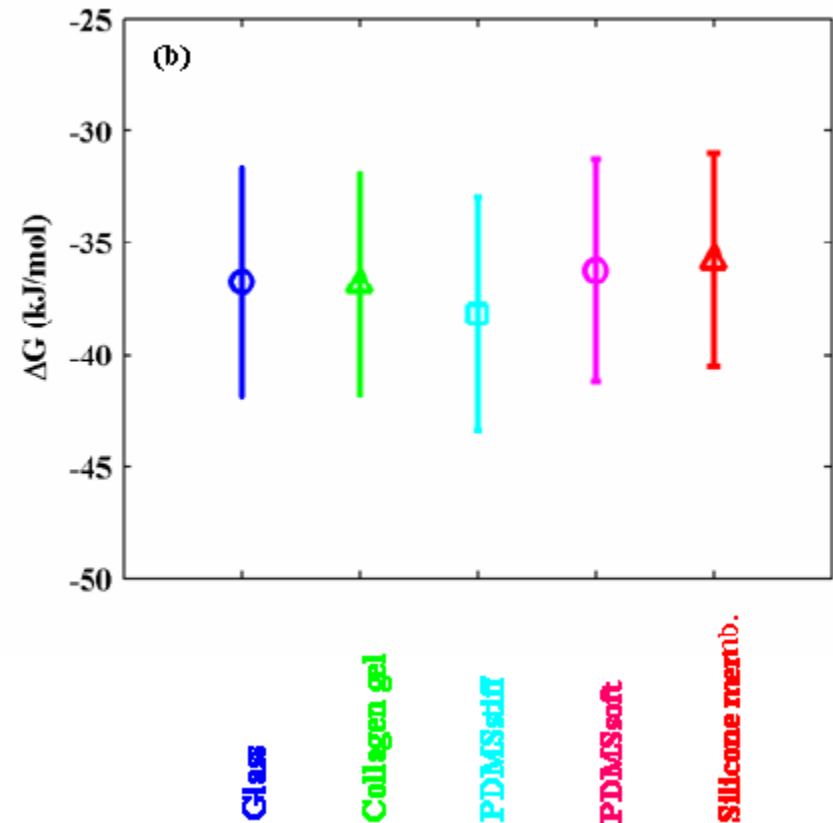 (b)
-25
-30
-35
-40
-45
-50
ΔG (kJ/mol)
Glass
Collagen gel
PDMSstiff
PDMSsoft
Silicone memb.